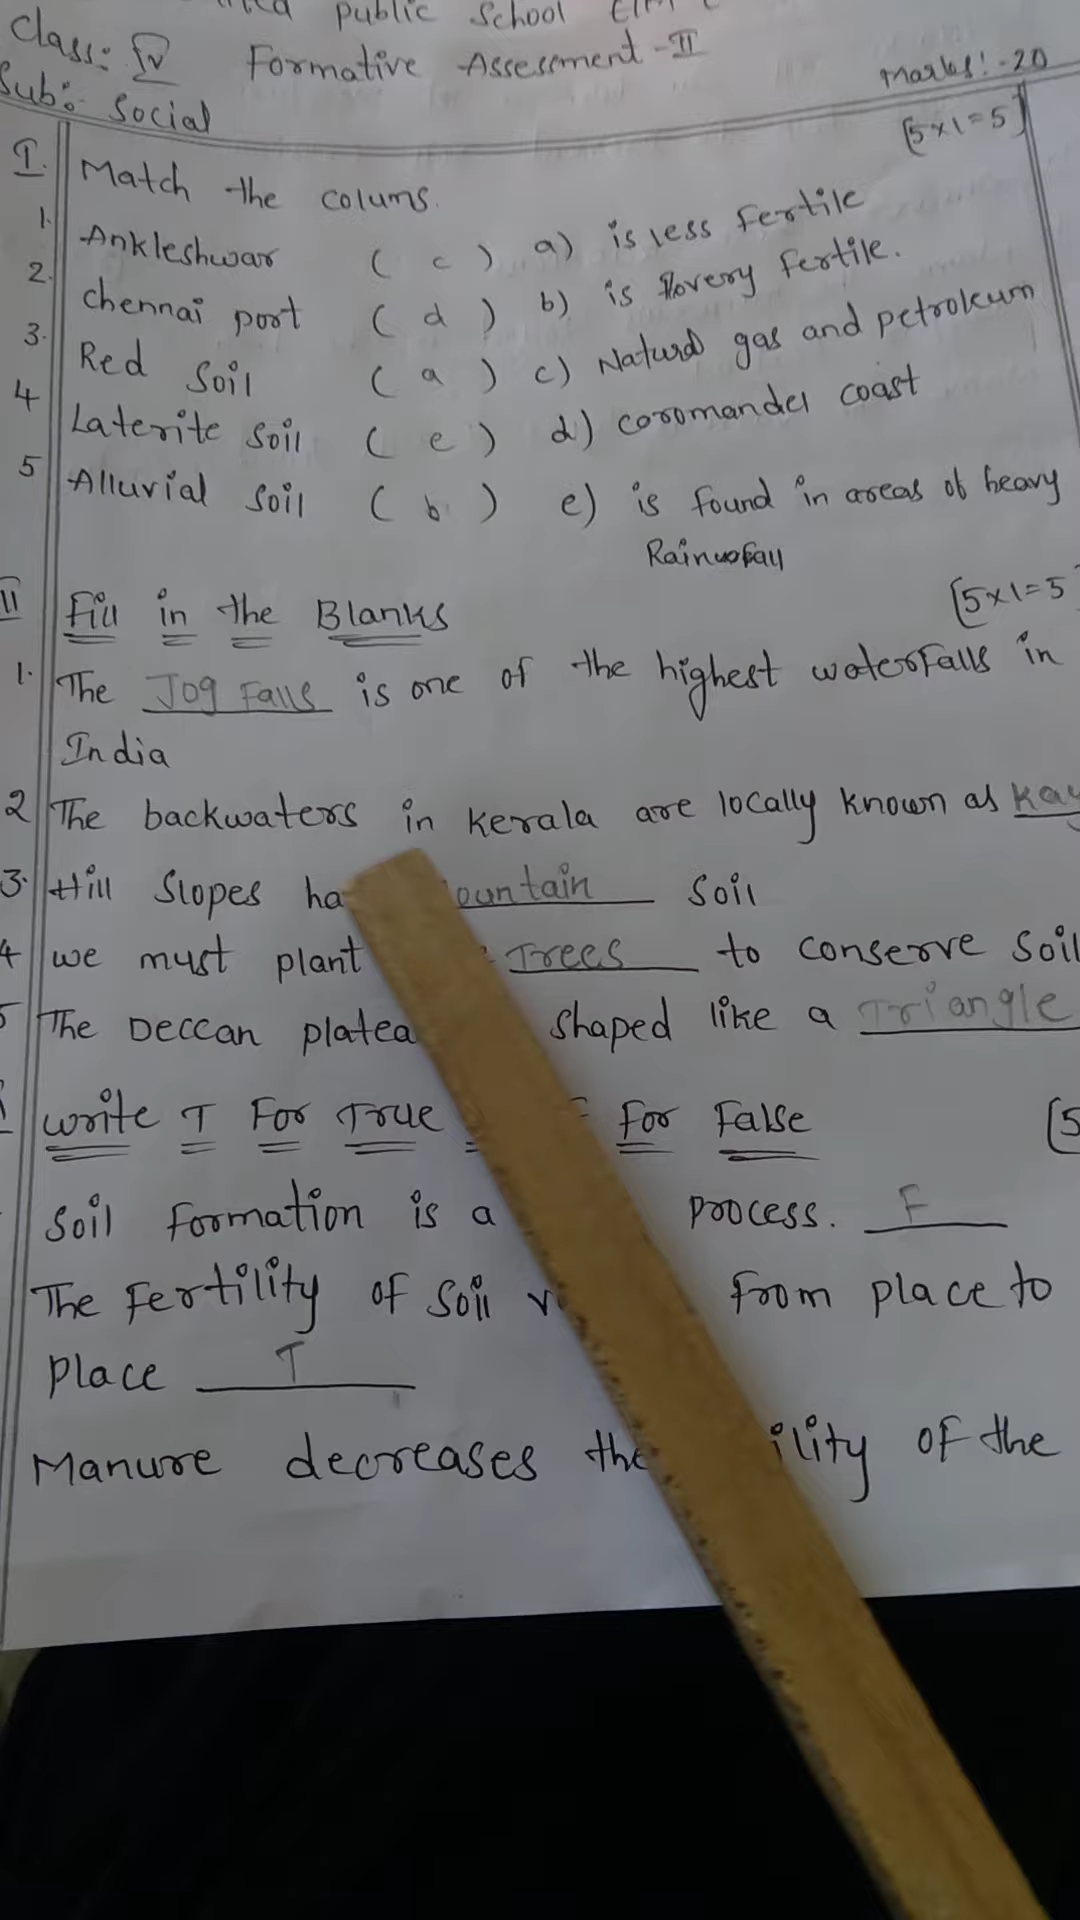 Public School
Class: IV Formative Assessment -II
Sub:- Social Marks:-20
I. Match the colums. [5x1=5]
1. Ankleshwar ( c ) a) is less fertile
2. Chennai port ( d ) b) is very fertile.
3. Red Soil ( a ) c) Natural gas and petroleum
4 Laterite Soil ( e ) d) coromandel coast
5 Alluvial Soil ( b ) e) is found in areas of heavy
II Fill in the Blanks [5x1=5]
1. The Jog Falls is one of the highest waterfalls in
India
2 The backwaters in kerala are locally known as kay
3. Hill Slopes ha ountain Soil
4 we must plant Trees to conserve Soil
5 The Deccan platea shaped like a Triangle
write T For True For False [5
Soil Formation is a process. F
The Fertility of Soil v From place to
place T
Manure decreases the ility of the